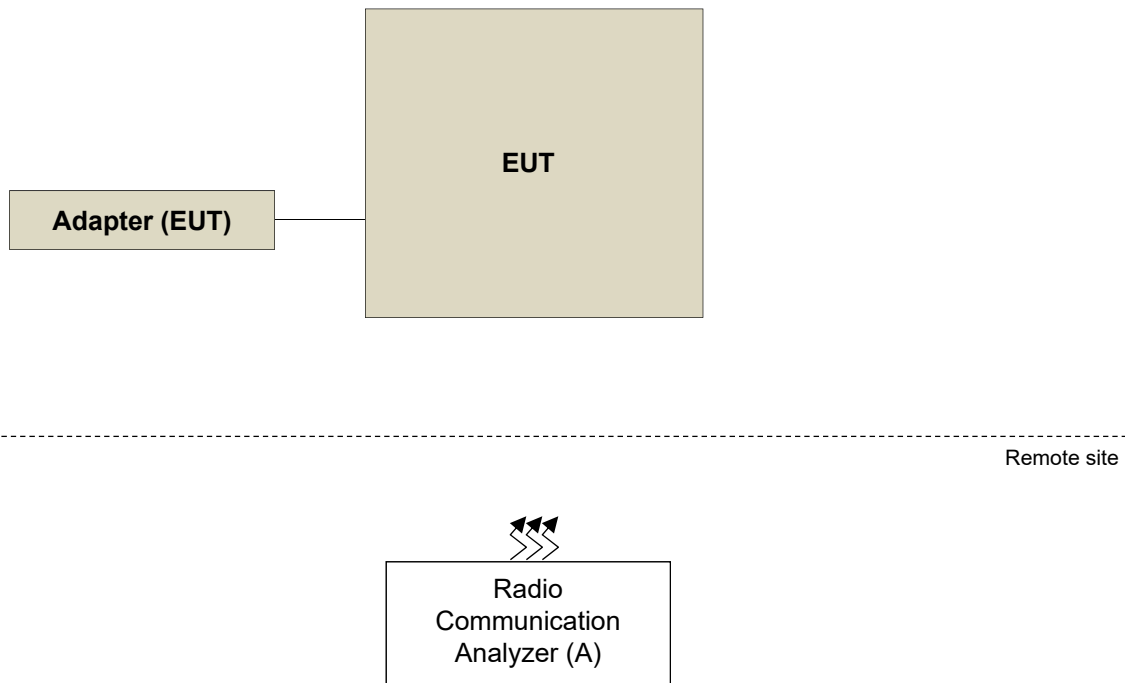 EUT
Adapter (EUT)
Remote site
Radio
Communication
Analyzer (A)